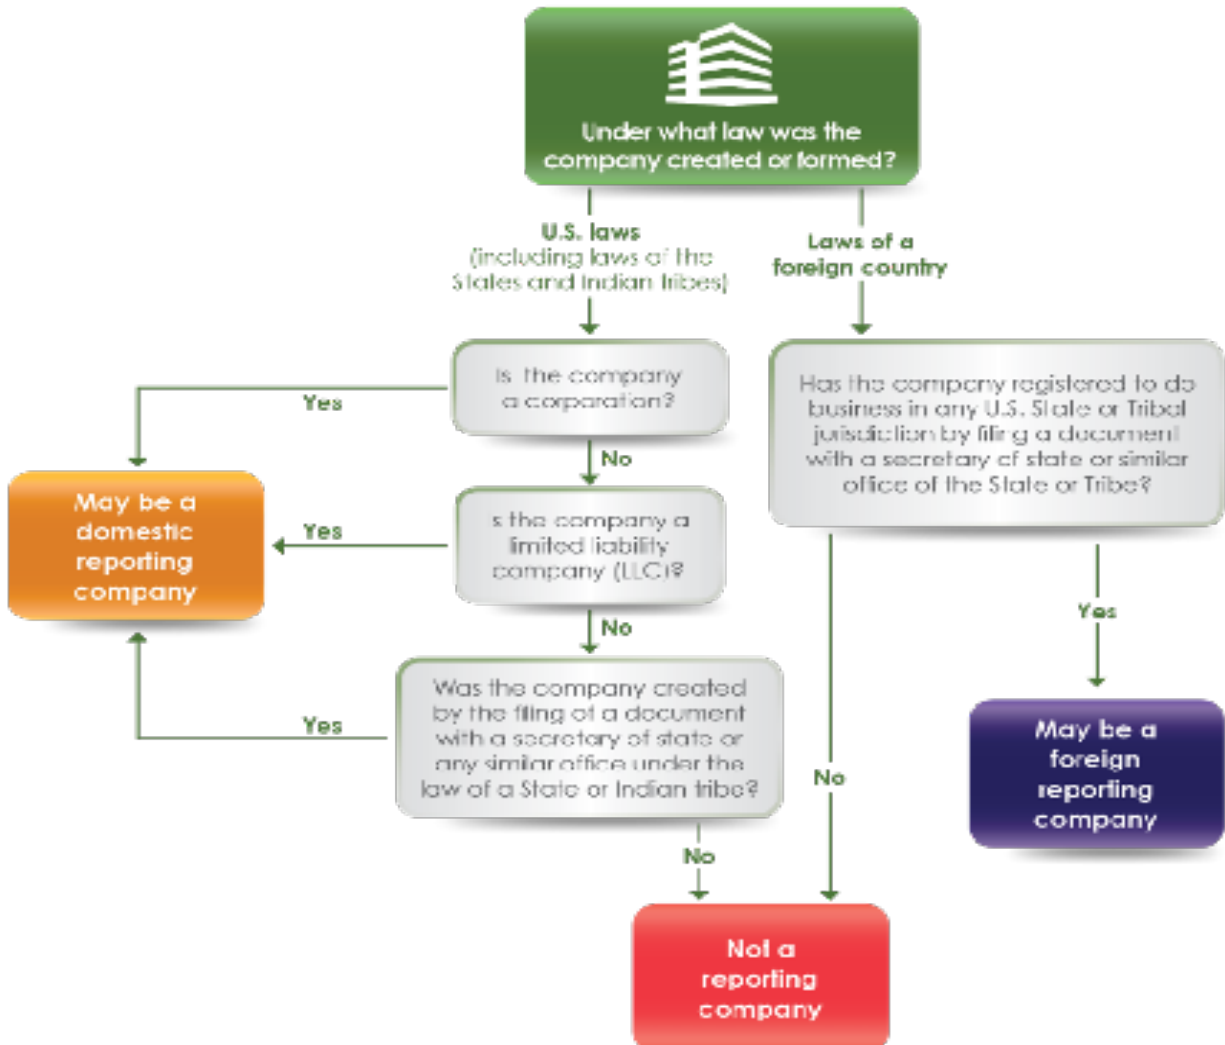 Under what law was the
company created or formed?
U.S. laws
(including laws of the
States and Indian tribes)
Laws of a
foreign country
Is the company
a corporation?
Yes
No
Has the company registered to do
business in any U.S. State or Tribal
jurisdiction by filing a document
with a secretary of state or similar
office of the State or Tribe?
May be a
domestic
reporting
company
Yes
Is the company a
limited liability
company (LLC)?
No
Yes
Was the company created
by the filing of a document
with a secretary of state or
any similar office under the
law of a State or Indian tribe?
Yes
No
No
May be a
foreign
reporting
company
Not a
reporting
company